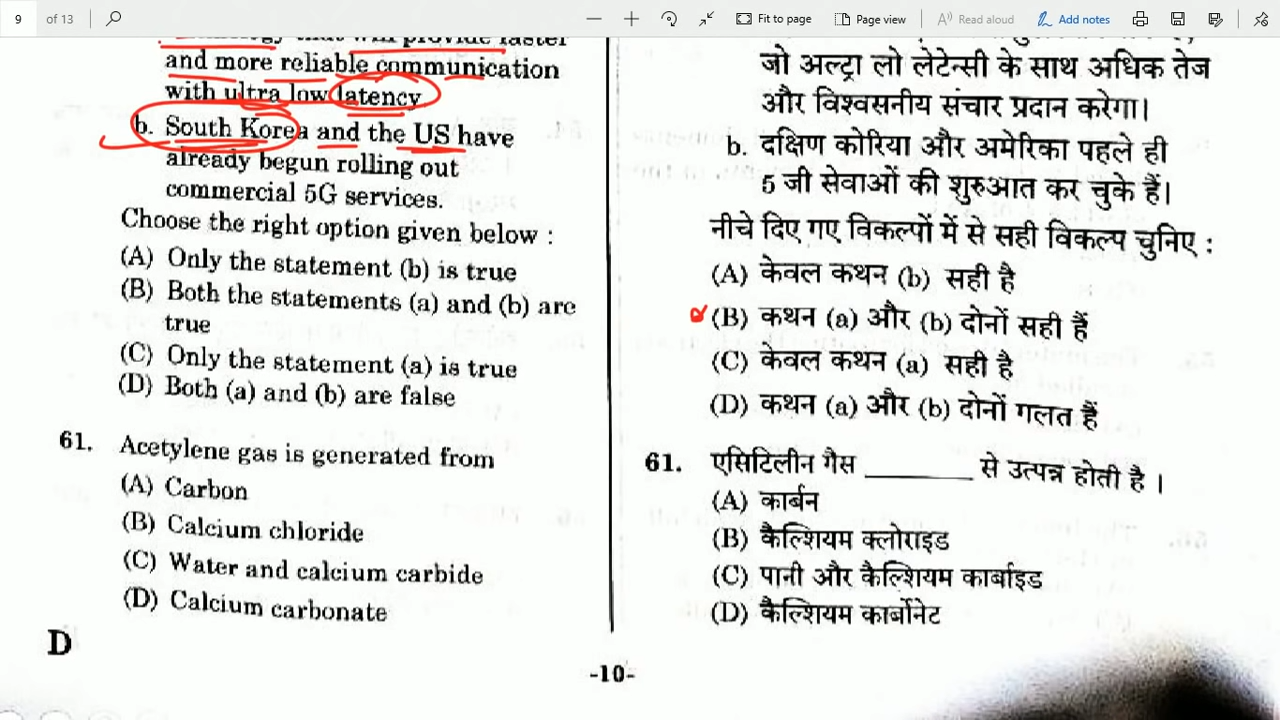 9 of 13
Fit to page
Page view
A Read aloud
Add notes
that will provide faster
and more reliable communication
with ultra low latency
b. South Korea and the US have
already begun rolling out
commercial 5G services.
Choose the right option given below :
(A) Only the statement (b) is true
(B) Both the statements (a) and (b) are
true
(C) Only the statement (a) is true
(D) Both (a) and (b) are false
61. Acetylene gas is generated from
(A) Carbon
(B) Calcium chloride
(C) Water and calcium carbide
(D) Calcium carbonate
D
जो अल्ट्रा लो लेटेन्सी के साथ अधिक तेज
और विश्वसनीय संचार प्रदान करेगा।
b. दक्षिण कोरिया और अमेरिका पहले ही
5 जी सेवाओं की शुरुआत कर चुके हैं।
नीचे दिए गए विकल्पों में से सही विकल्प चुनिए :
(A) केवल कथन (b) सही है
(B) कथन (a) और (b) दोनों सही हैं
(C) केवल कथन (a) सही है
(D) कथन (a) और (b) दोनों गलत हैं
61. एसिटिलीन गैस ________ से उत्पन्न होती है ।
(A) कार्बन
(B) कैल्शियम क्लोराइड
(C) पानी और कैल्शियम कार्बाइड
(D) कैल्शियम कार्बोनेट
-10-